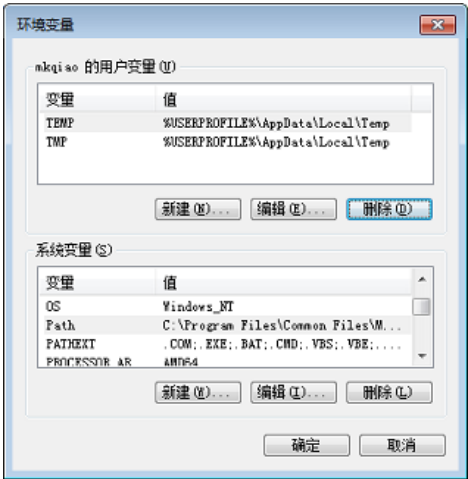 环境变量
mkqiao 的用户变量(U)
变量 值
TEMP %USERPROFILE%\AppData\Local\Temp
TMP %USERPROFILE%\AppData\Local\Temp
新建(N)... 编辑(E)... 删除(D)
系统变量(S)
变量 值
OS Windows_NT
Path C:\Program Files\Common Files\M...
PATHEXT .COM;.EXE;.BAT;.CMD;.VBS;.VBE;....
PROCESSOR_AR AMD64
新建(W)... 编辑(I)... 删除(L)
确定 取消